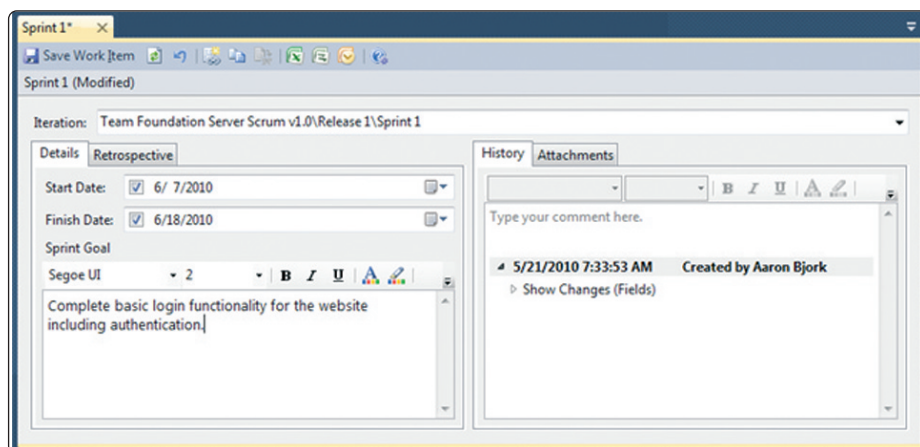 Sprint 1*
Save Work Item
Sprint 1 (Modified)
Iteration: Team Foundation Server Scrum v1.0\Release 1\Sprint 1
Details Retrospective
Start Date: 6/ 7/2010
Finish Date: 6/18/2010
Sprint Goal
Segoe UI 2 B I U A
Complete basic login functionality for the website
including authentication.
History Attachments
B I U A
Type your comment here.
5/21/2010 7:33:53 AM Created by Aaron Bjork
Show Changes (Fields)